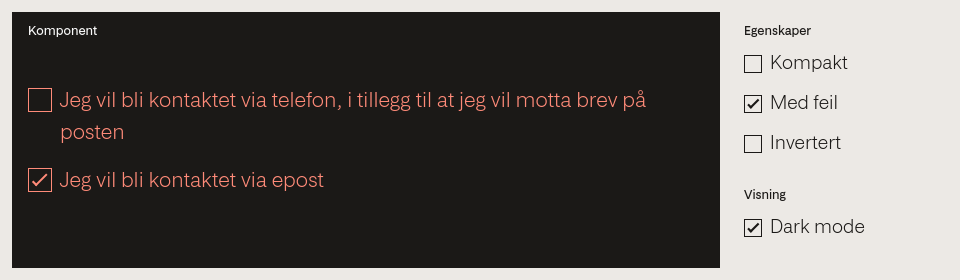 Komponent
Jeg vil bli kontaktet via telefon, i tillegg til at jeg vil motta brev på
posten
Jeg vil bli kontaktet via epost
Egenskaper
Kompakt
Med feil
Invertert
Visning
Dark mode